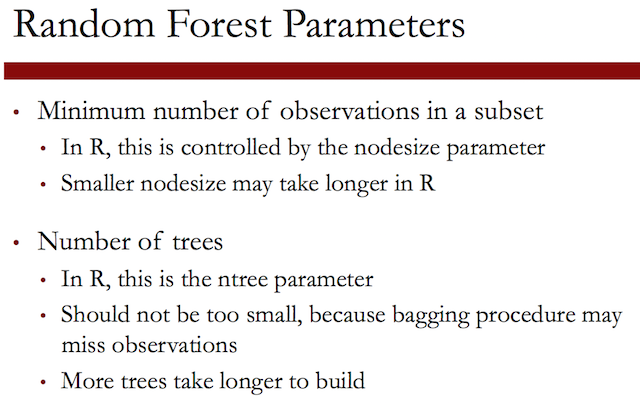 Random Forest Parameters
• Minimum number of observations in a subset
• In R, this is controlled by the nodesize parameter
• Smaller nodesize may take longer in R
• Number of trees
• In R, this is the ntree parameter
• Should not be too small, because bagging procedure may
miss observations
• More trees take longer to build